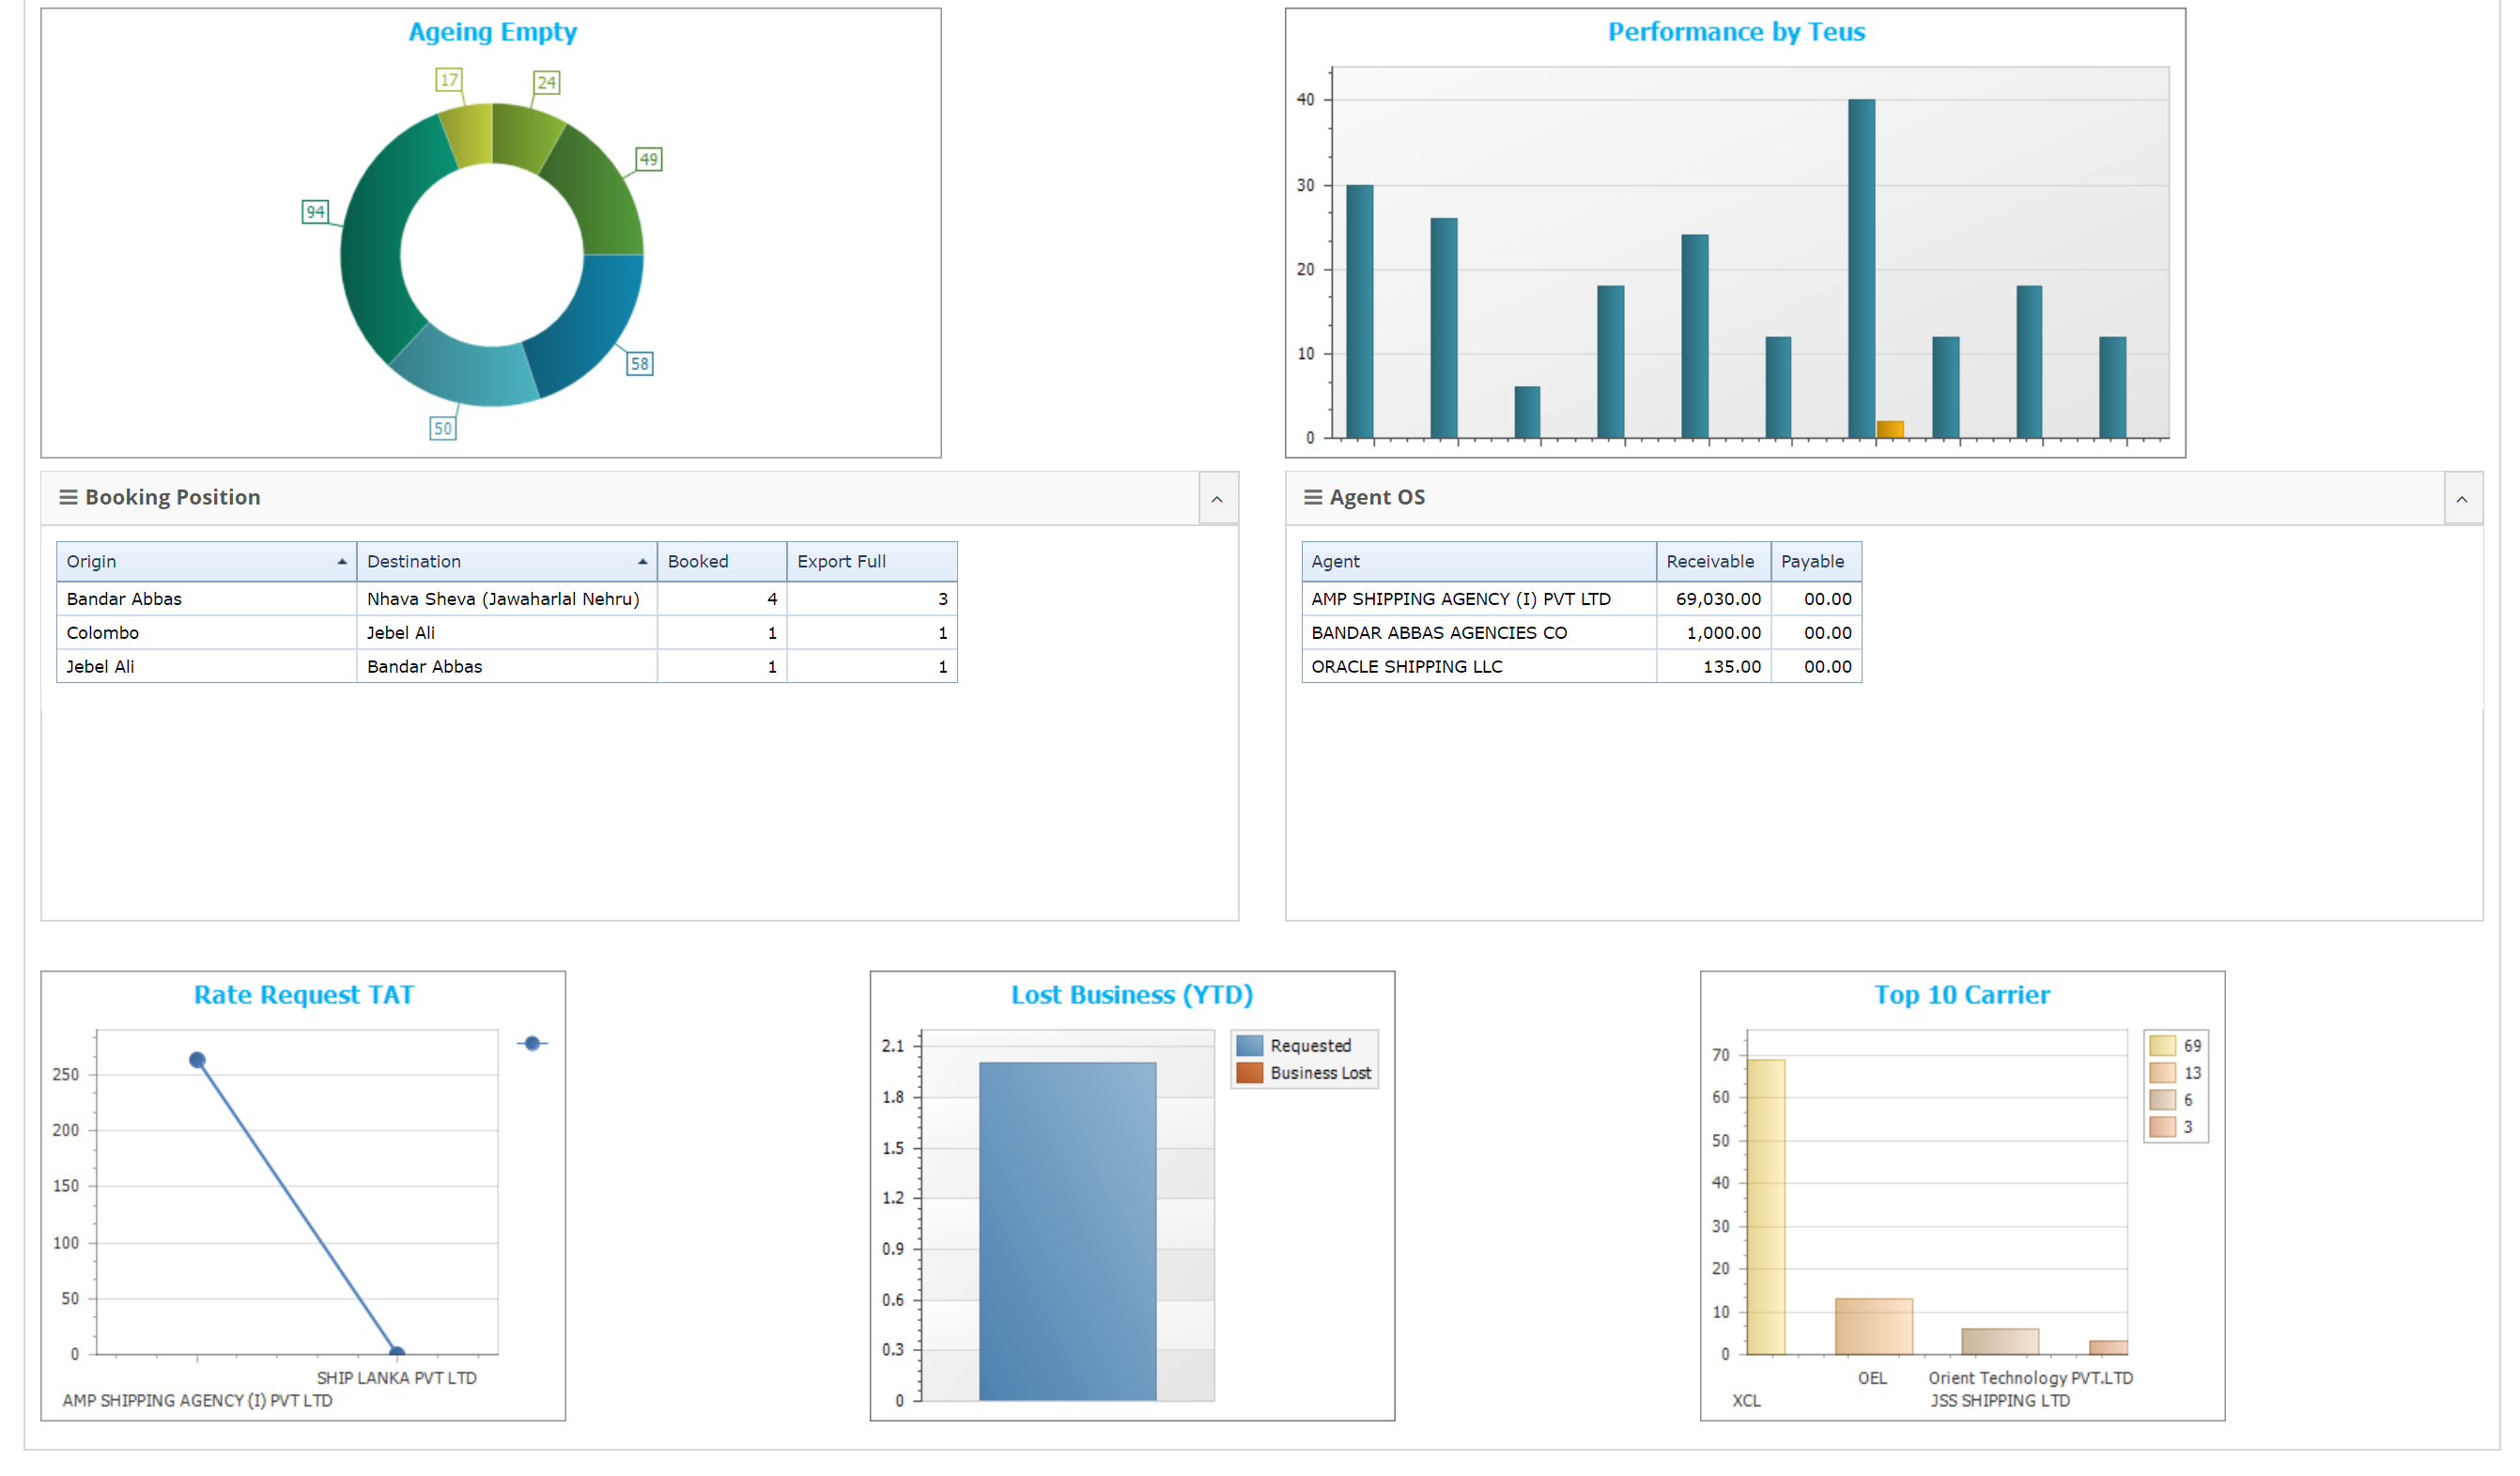 Ageing Empty
17
24
49
94
58
50
Performance by Teus
40
30
20
10
0
Booking Position
Origin Destination Booked Export Full
Bandar Abbas Nhava Sheva (Jawaharlal Nehru) 4 3
Colombo Jebel Ali 1 1
Jebel Ali Bandar Abbas 1 1
Agent OS
Agent Receivable Payable
AMP SHIPPING AGENCY (I) PVT LTD 69,030.00 00.00
BANDAR ABBAS AGENCIES CO 1,000.00 00.00
ORACLE SHIPPING LLC 135.00 00.00
Rate Request TAT
250
200
150
100
50
0
SHIP LANKA PVT LTD
AMP SHIPPING AGENCY (I) PVT LTD
Lost Business (YTD)
2.1
1.8
1.5
1.2
0.9
0.6
0.3
0
Requested
Business Lost
Top 10 Carrier
70
60
50
40
30
20
10
0
69
13
6
3
OEL Orient Technology PVT.LTD
XCL JSS SHIPPING LTD